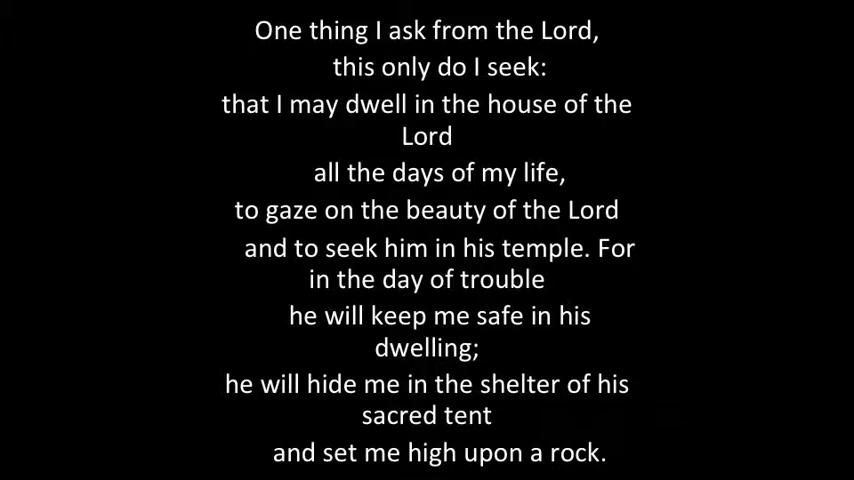 One thing I ask from the Lord,
this only do I seek:
that I may dwell in the house of the
Lord
all the days of my life,
to gaze on the beauty of the Lord
and to seek him in his temple. For
in the day of trouble
he will keep me safe in his
dwelling;
he will hide me in the shelter of his
sacred tent
and set me high upon a rock.